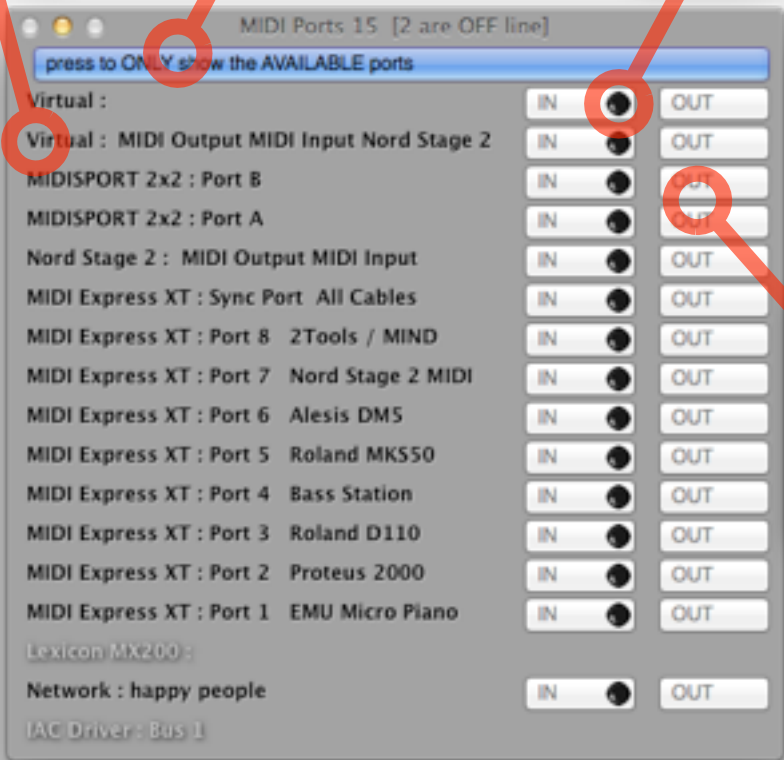 MIDI Ports 15 [2 are OFF line]
press to ONLY show the AVAILABLE ports
Virtual : IN OUT
Virtual : MIDI Output MIDI Input Nord Stage 2 IN OUT
MIDISPORT 2x2 : Port B IN OUT
MIDISPORT 2x2 : Port A IN OUT
Nord Stage 2 : MIDI Output MIDI Input IN OUT
MIDI Express XT : Sync Port All Cables IN OUT
MIDI Express XT : Port 8 2Tools / MIND IN OUT
MIDI Express XT : Port 7 Nord Stage 2 MIDI IN OUT
MIDI Express XT : Port 6 Alesis DM5 IN OUT
MIDI Express XT : Port 5 Roland MKS50 IN OUT
MIDI Express XT : Port 4 Bass Station IN OUT
MIDI Express XT : Port 3 Roland D110 IN OUT
MIDI Express XT : Port 2 Proteus 2000 IN OUT
MIDI Express XT : Port 1 EMU Micro Piano IN OUT
Lexicon MX200 :
Network : happy people IN OUT
IAC Driver : Bus 1